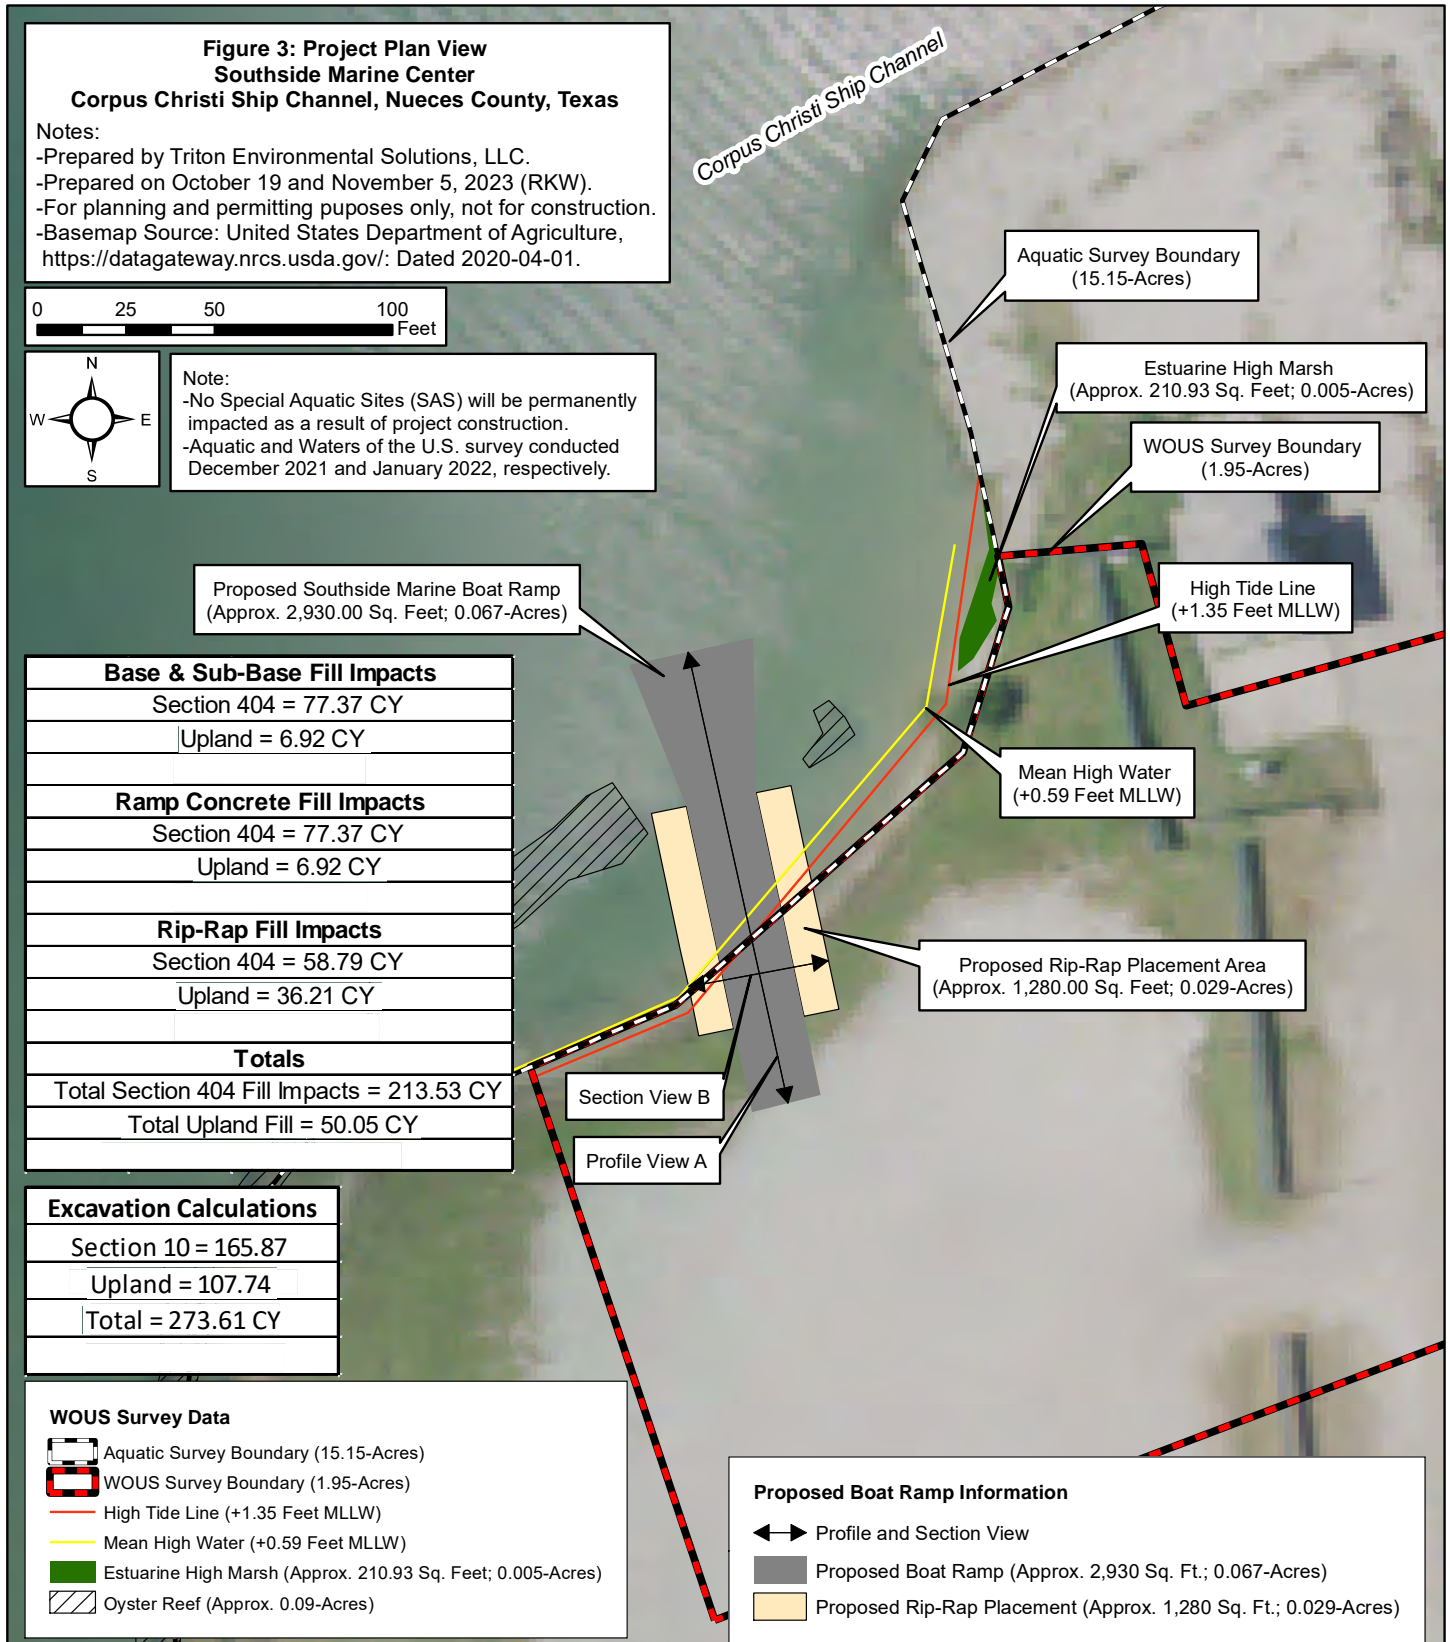 Figure 3: Project Plan View
Southside Marine Center
Corpus Christi Ship Channel, Nueces County, Texas
Notes:
-Prepared by Triton Environmental Solutions, LLC.
-Prepared on October 19 and November 5, 2023 (RKW).
-For planning and permitting puposes only, not for construction.
-Basemap Source: United States Department of Agriculture,
https://datagateway.nrcs.usda.gov/: Dated 2020-04-01.
0 25 50 100
Feet
N
W E
S
Note:
-No Special Aquatic Sites (SAS) will be permanently
impacted as a result of project construction.
-Aquatic and Waters of the U.S. survey conducted
December 2021 and January 2022, respectively.
Corpus Christi Ship Channel
Aquatic Survey Boundary
(15.15-Acres)
Estuarine High Marsh
(Approx. 210.93 Sq. Feet; 0.005-Acres)
WOUS Survey Boundary
(1.95-Acres)
High Tide Line
(+1.35 Feet MLLW)
Mean High Water
(+0.59 Feet MLLW)
Proposed Southside Marine Boat Ramp
(Approx. 2,930.00 Sq. Feet; 0.067-Acres)
Proposed Rip-Rap Placement Area
(Approx. 1,280.00 Sq. Feet; 0.029-Acres)
Section View B
Profile View A
Base & Sub-Base Fill Impacts
Section 404 = 77.37 CY
Upland = 6.92 CY
Ramp Concrete Fill Impacts
Section 404 = 77.37 CY
Upland = 6.92 CY
Rip-Rap Fill Impacts
Section 404 = 58.79 CY
Upland = 36.21 CY
Totals
Total Section 404 Fill Impacts = 213.53 CY
Total Upland Fill = 50.05 CY
Excavation Calculations
Section 10 = 165.87
Upland = 107.74
Total = 273.61 CY
WOUS Survey Data
Aquatic Survey Boundary (15.15-Acres)
WOUS Survey Boundary (1.95-Acres)
High Tide Line (+1.35 Feet MLLW)
Mean High Water (+0.59 Feet MLLW)
Estuarine High Marsh (Approx. 210.93 Sq. Feet; 0.005-Acres)
Oyster Reef (Approx. 0.09-Acres)
Proposed Boat Ramp Information
Profile and Section View
Proposed Boat Ramp (Approx. 2,930 Sq. Ft.; 0.067-Acres)
Proposed Rip-Rap Placement (Approx. 1,280 Sq. Ft.; 0.029-Acres)